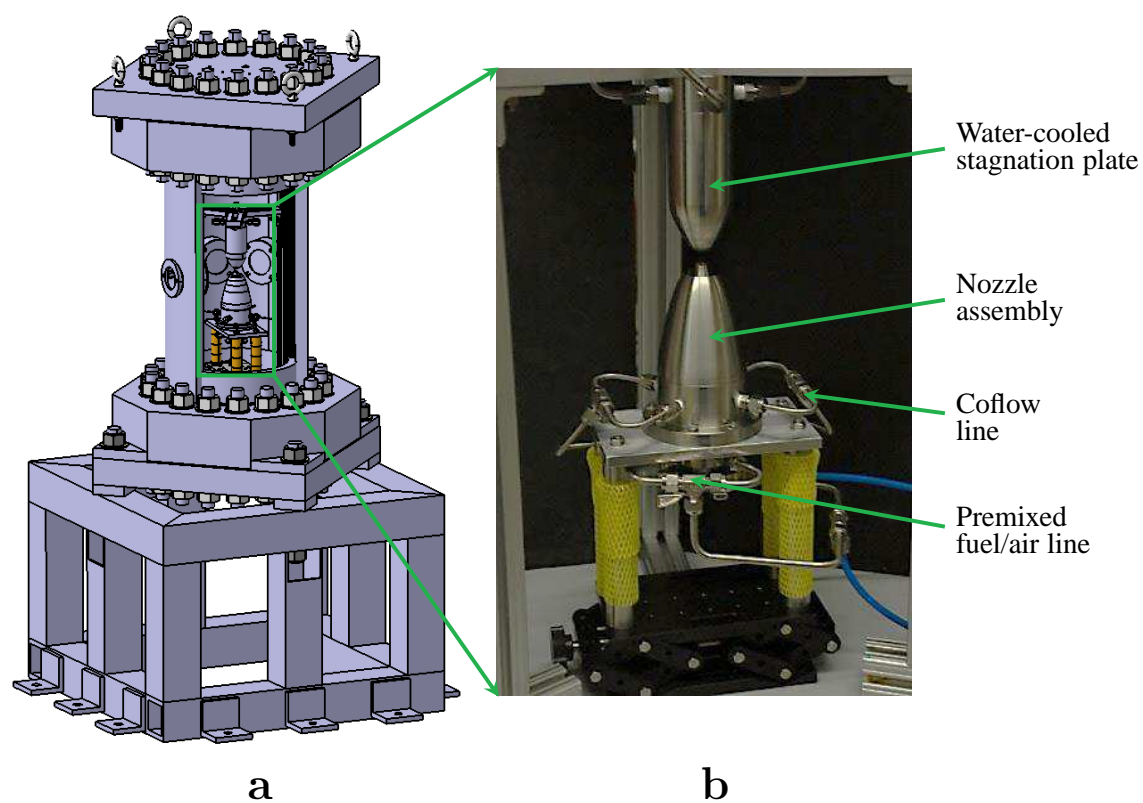 Water-cooled
stagnation plate
Nozzle
assembly
Coflow
line
Premixed
fuel/air line
a
b